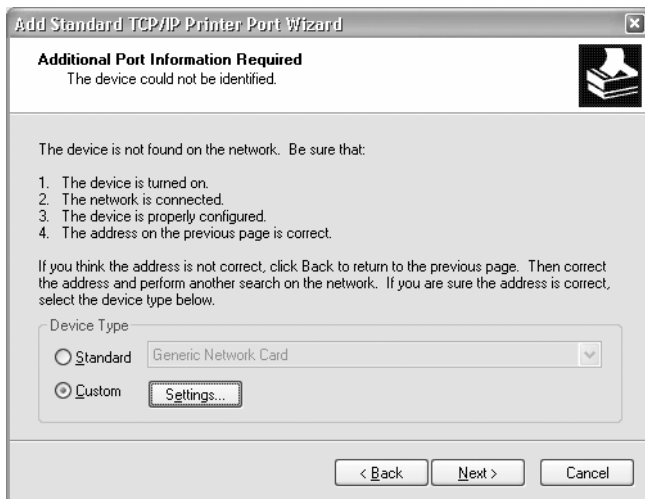 Add Standard TCP/IP Printer Port Wizard
Additional Port Information Required
The device could not be identified.
The device is not found on the network. Be sure that:
1. The device is turned on.
2. The network is connected.
3. The device is properly configured.
4. The address on the previous page is correct.
If you think the address is not correct, click Back to return to the previous page. Then correct
the address and perform another search on the network. If you are sure the address is correct,
select the device type below.
Device Type
Standard Generic Network Card
Custom Settings...
< Back Next > Cancel